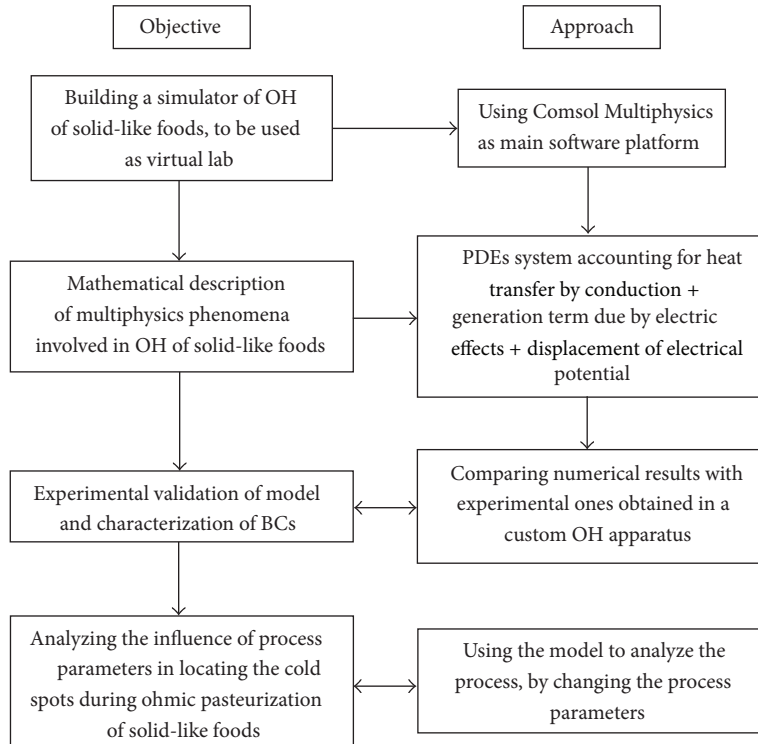 Objective
Approach
Building a simulator of OH
of solid-like foods, to be used
as virtual lab
Using Comsol Multiphysics
as main software platform
Mathematical description
of multiphysics phenomena
involved in OH of solid-like foods
PDEs system accounting for heat
transfer by conduction +
generation term due by electric
effects + displacement of electrical
potential
Experimental validation of model
and characterization of BCs
Comparing numerical results with
experimental ones obtained in a
custom OH apparatus
Analyzing the influence of process
parameters in locating the cold
spots during ohmic pasteurization
of solid-like foods
Using the model to analyze the
process, by changing the process
parameters